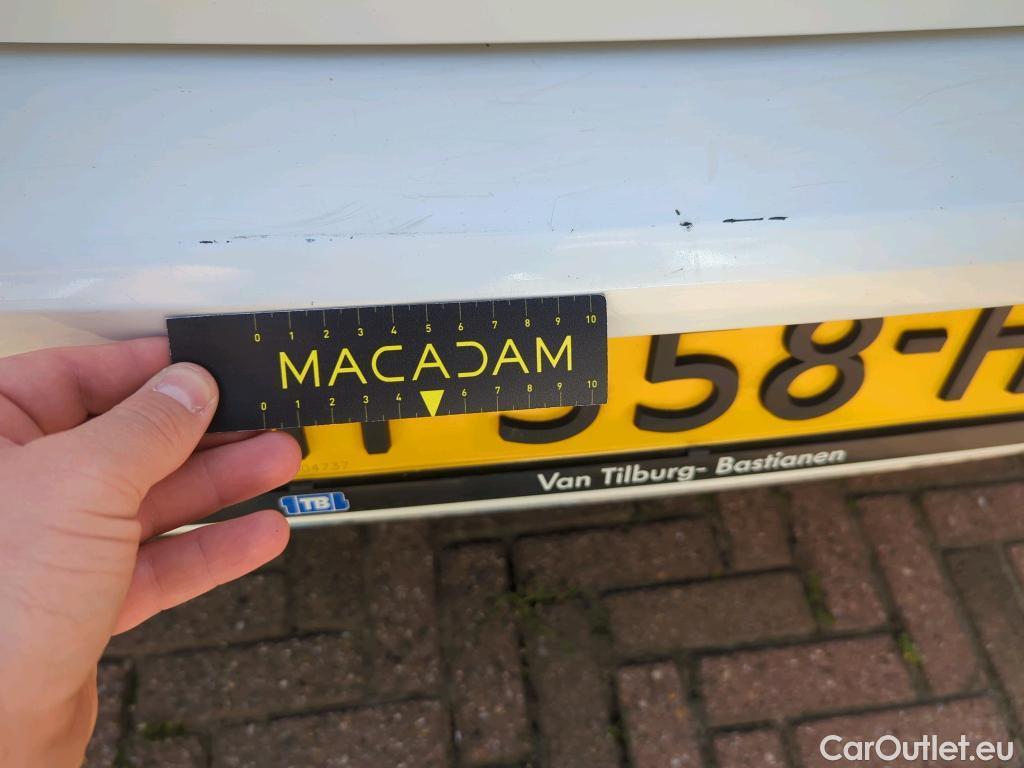 0 1 2 3 4 5 6 7 8 9 10
MACADAM
0 1 2 3 4 6 7 8 9 10
58-H
04737
TB
Van Tilburg- Bastianen
CarOutlet.eu